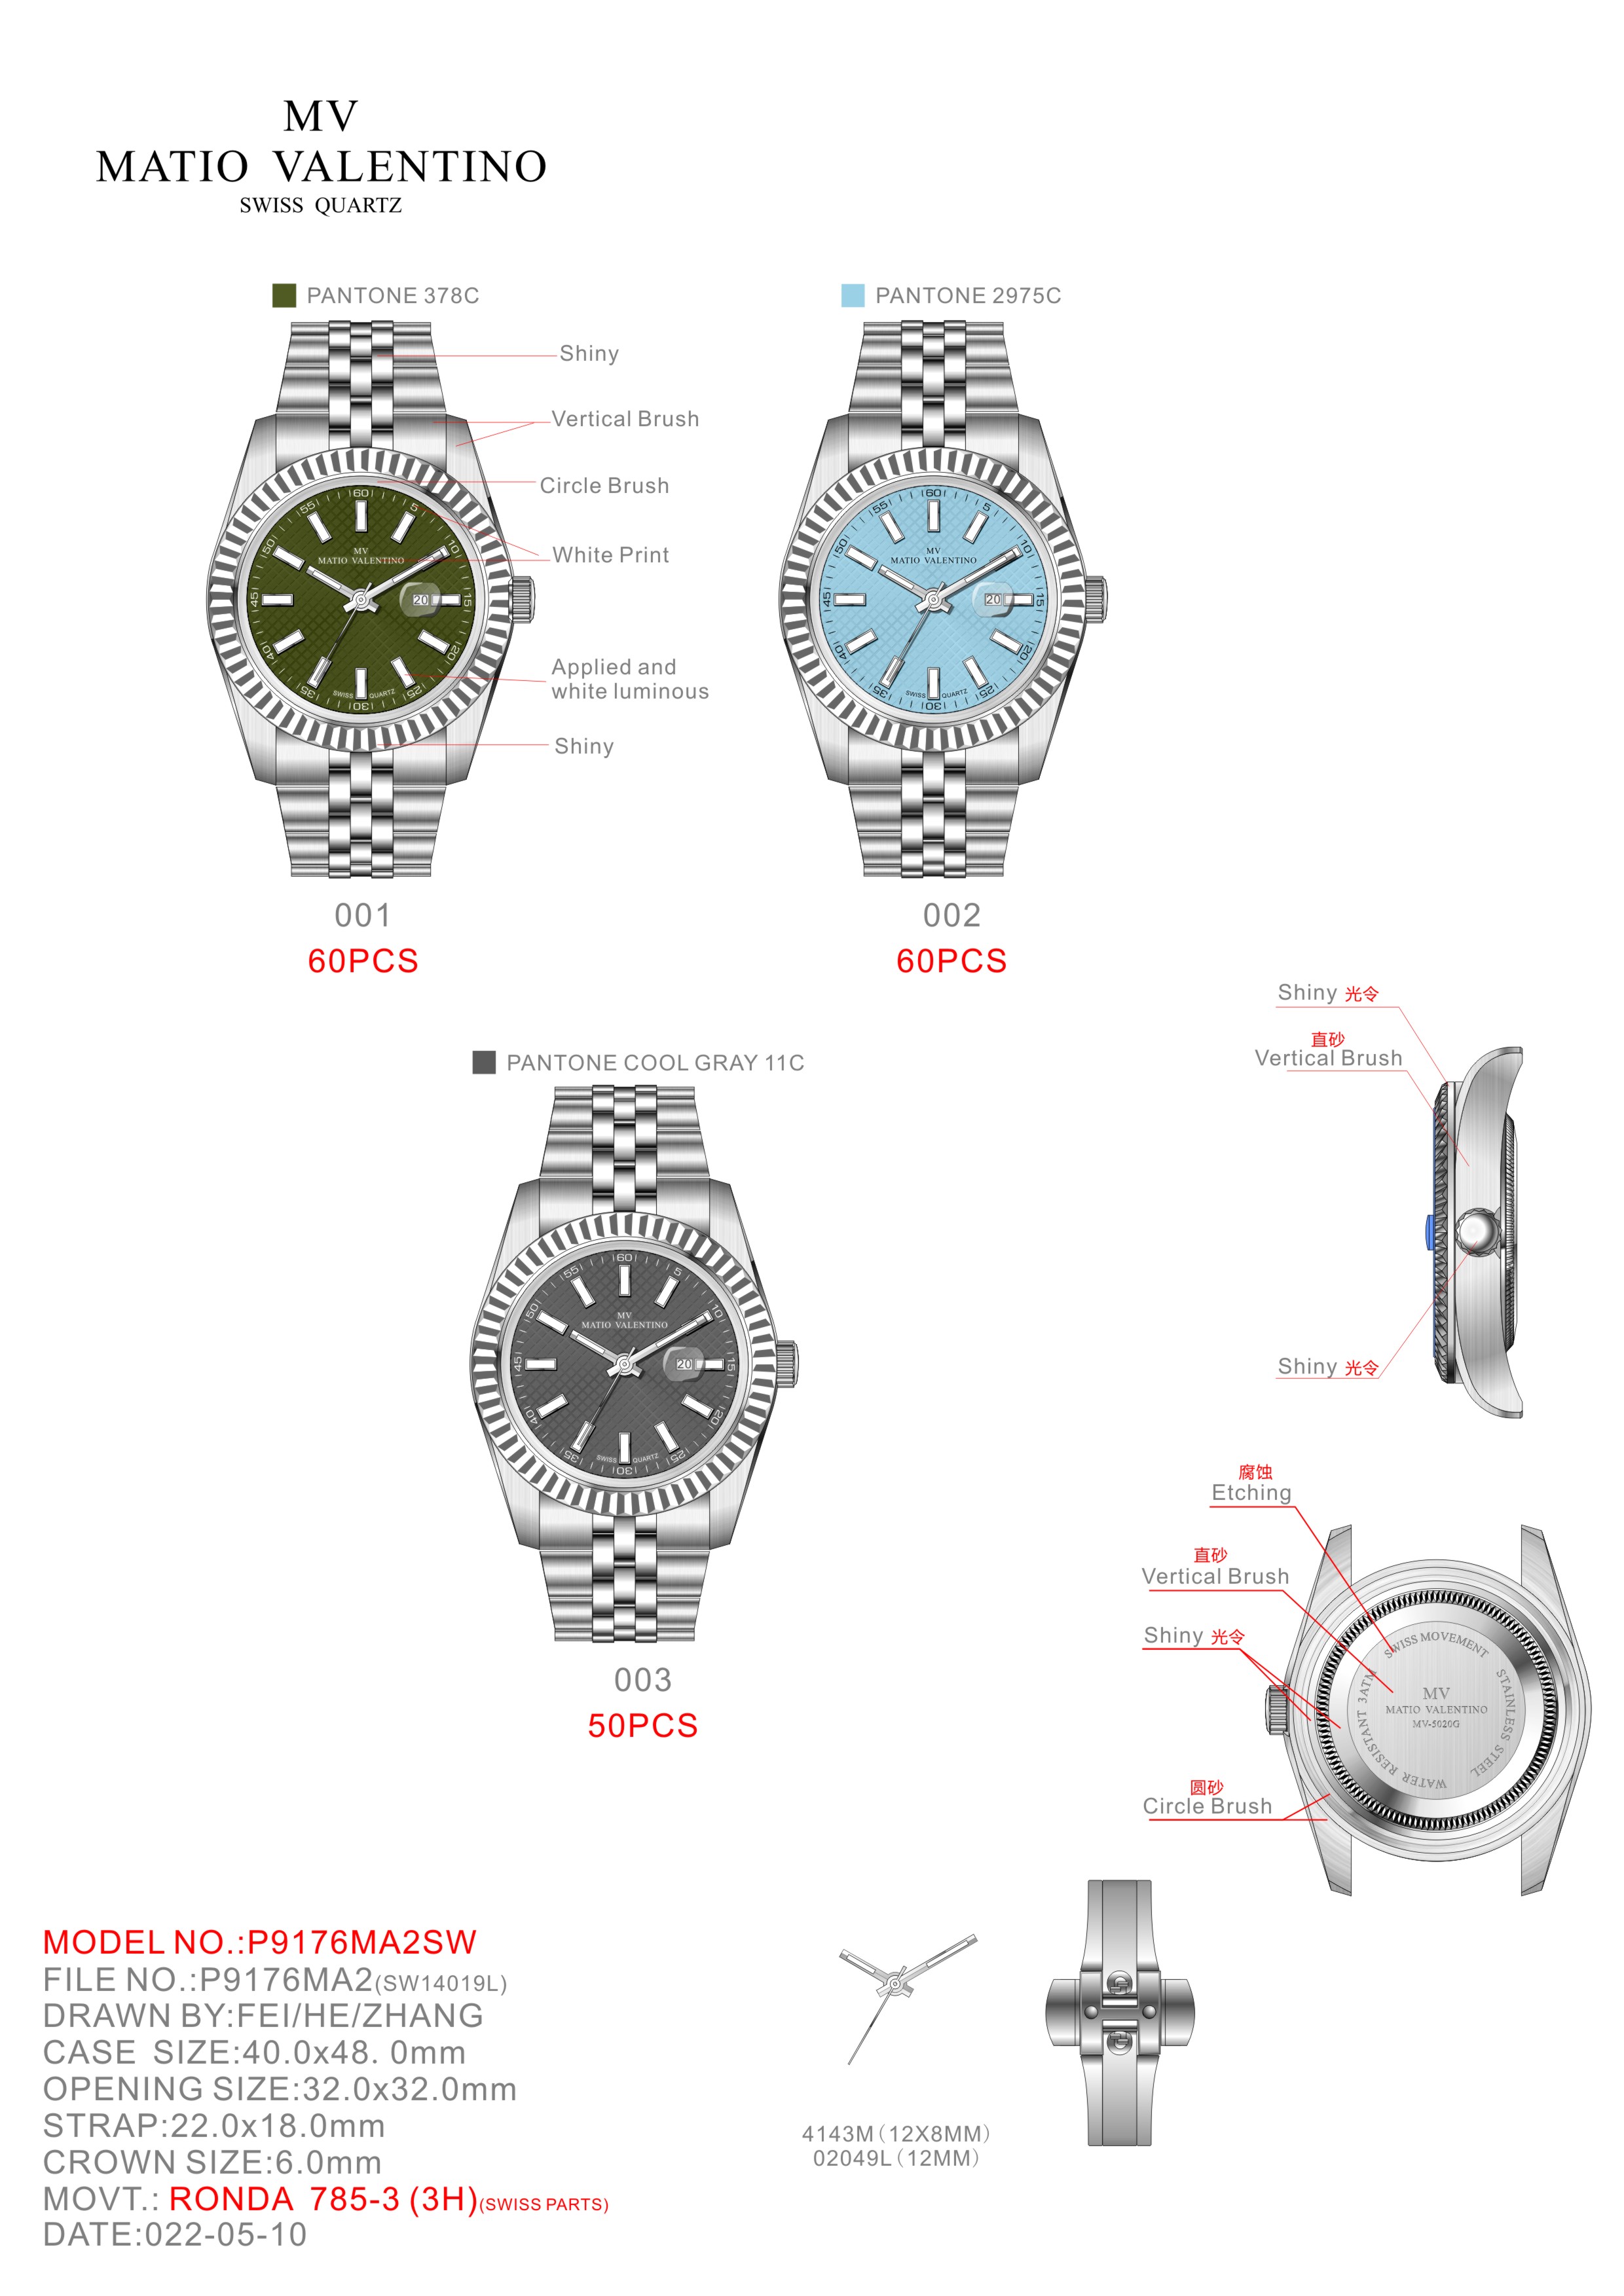 MV
MATIO VALENTINO
SWISS QUARTZ
PANTONE 378C
Shiny
Vertical Brush
Circle Brush
White Print
Applied and
white luminous
Shiny
60
5
10
15
20
25
30
35
40
45
50
55
MV
MATIO VALENTINO
20
SWISS QUARTZ
001
60PCS
PANTONE 2975C
60
5
10
15
20
25
30
35
40
45
50
55
MV
MATIO VALENTINO
20
SWISS QUARTZ
002
60PCS
PANTONE COOL GRAY 11C
60
5
10
15
20
25
30
35
40
45
50
55
MV
MATIO VALENTINO
20
SWISS QUARTZ
003
50PCS
Shiny 光令
直砂
Vertical Brush
Shiny 光令
腐蚀
Etching
直砂
Vertical Brush
Shiny 光令
圆砂
Circle Brush
SWISS MOVEMENT
STAINLESS STEEL
WATER RESISTANT 3ATM
MV
MATIO VALENTINO
MV-5020G
MODEL NO.:P9176MA2SW
FILE NO.:P9176MA2(SW14019L)
DRAWN BY:FEI/HE/ZHANG
CASE SIZE:40.0x48. 0mm
OPENING SIZE:32.0x32.0mm
STRAP:22.0x18.0mm
CROWN SIZE:6.0mm
MOVT.: RONDA 785-3 (3H)(SWISS PARTS)
DATE:022-05-10
4143M(12X8MM)
02049L(12MM)